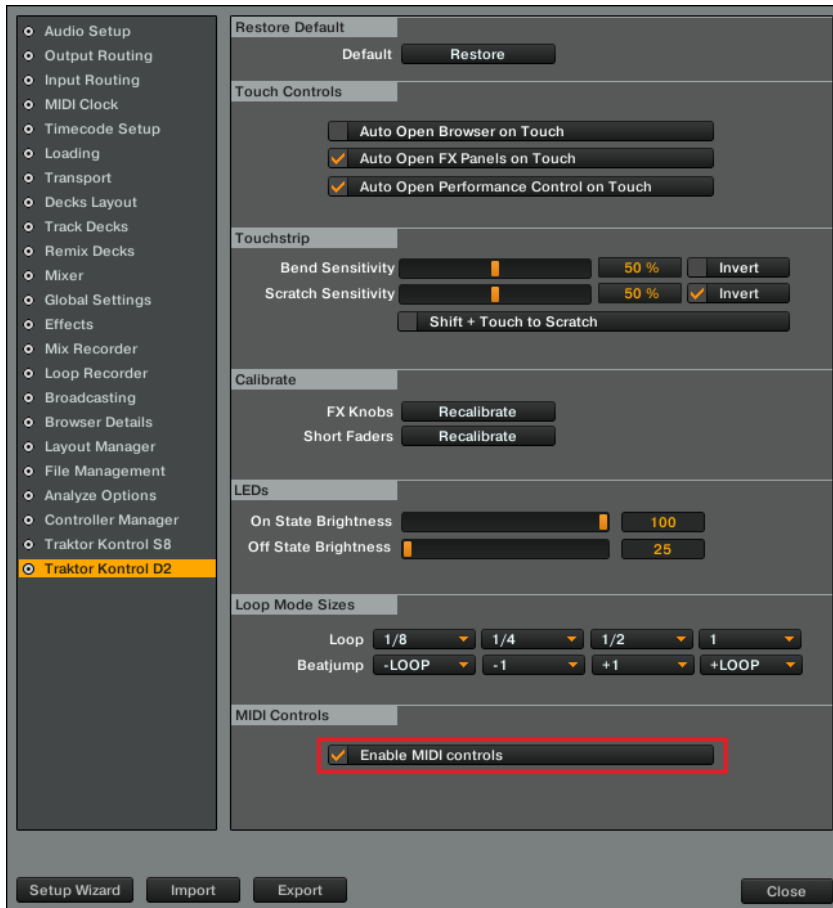 Audio Setup
Output Routing
Input Routing
MIDI Clock
Timecode Setup
Loading
Transport
Decks Layout
Track Decks
Remix Decks
Mixer
Global Settings
Effects
Mix Recorder
Loop Recorder
Broadcasting
Browser Details
Layout Manager
File Management
Analyze Options
Controller Manager
Traktor Kontrol S8
Traktor Kontrol D2
Restore Default
Default Restore
Touch Controls
Auto Open Browser on Touch
Auto Open FX Panels on Touch
Auto Open Performance Control on Touch
Touchstrip
Bend Sensitivity 50 % Invert
Scratch Sensitivity 50 % Invert
Shift + Touch to Scratch
Calibrate
FX Knobs Recalibrate
Short Faders Recalibrate
LEDs
On State Brightness 100
Off State Brightness 25
Loop Mode Sizes
Loop 1/8 1/4 1/2 1
Beatjump -LOOP -1 +1 +LOOP
MIDI Controls
Enable MIDI controls
Setup Wizard Import Export Close